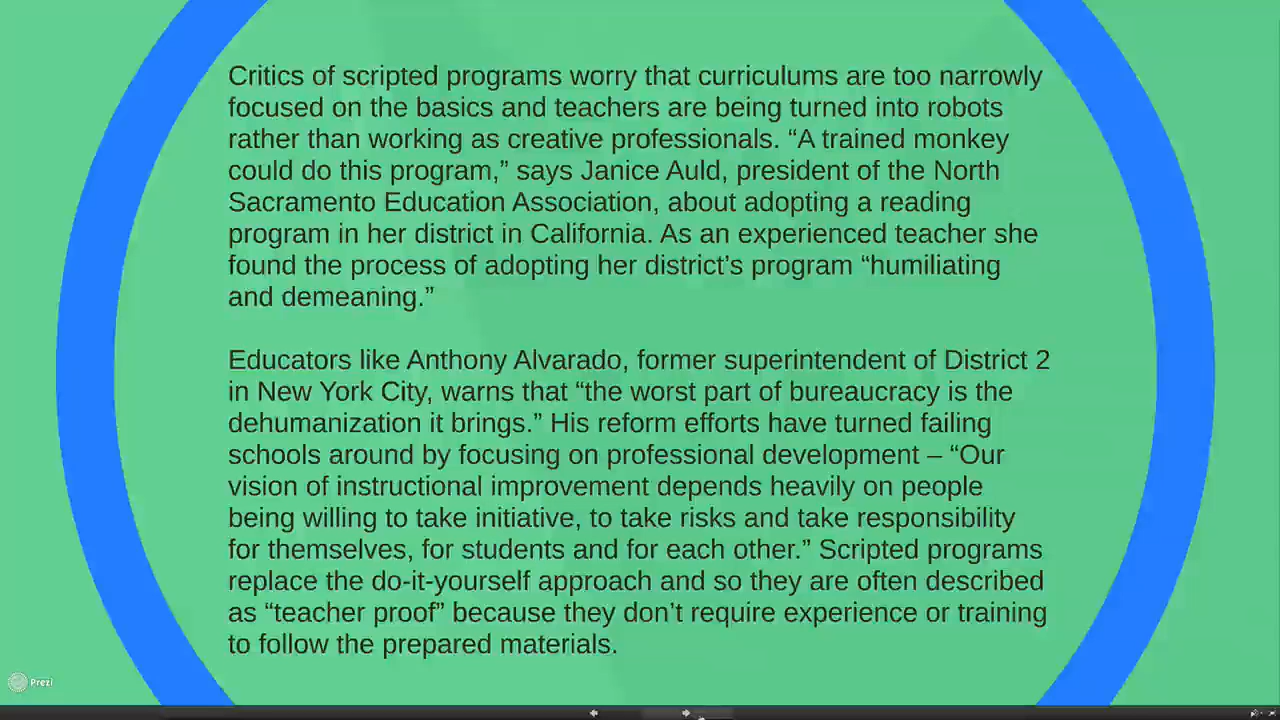 Critics of scripted programs worry that curriculums are too narrowly
focused on the basics and teachers are being turned into robots
rather than working as creative professionals. “A trained monkey
could do this program,” says Janice Auld, president of the North
Sacramento Education Association, about adopting a reading
program in her district in California. As an experienced teacher she
found the process of adopting her district’s program “humiliating
and demeaning.”
Educators like Anthony Alvarado, former superintendent of District 2
in New York City, warns that “the worst part of bureaucracy is the
dehumanization it brings.” His reform efforts have turned failing
schools around by focusing on professional development – “Our
vision of instructional improvement depends heavily on people
being willing to take initiative, to take risks and take responsibility
for themselves, for students and for each other.” Scripted programs
replace the do-it-yourself approach and so they are often described
as “teacher proof” because they don’t require experience or training
to follow the prepared materials.
Prezi